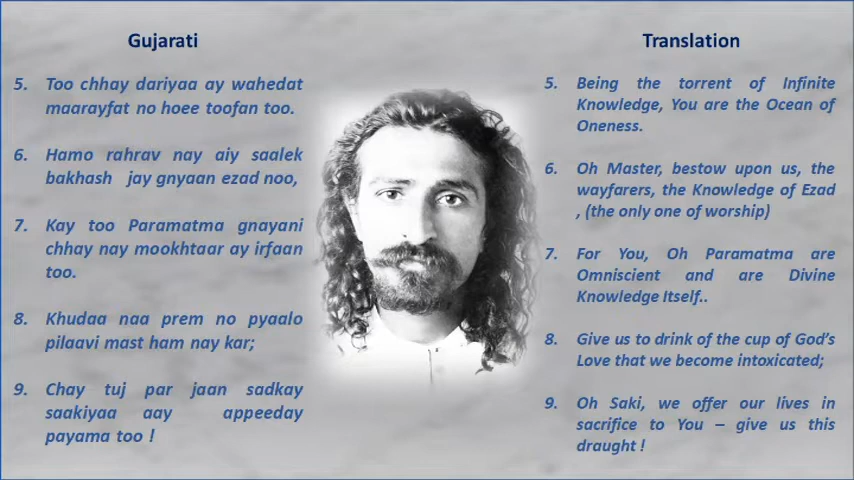 Gujarati
5. Too chhay dariyaa ay wahedat
maarayfat no hoee toofan too.
6. Hamo rahrav nay aiy saalek
bakhash jay gnyaan ezad noo,
7. Kay too Paramatma gnayani
chhay nay mookhtaar ay irfaan
too.
8. Khudaa naa prem no pyaalo
pilaavi mast ham nay kar;
9. Chay tuj par jaan sadkay
saakiyaa aay appeeday
payama too !
Translation
5. Being the torrent of Infinite
Knowledge, You are the Ocean of
Oneness.
6. Oh Master, bestow upon us, the
wayfarers, the Knowledge of Ezad
, (the only one of worship)
7. For You, Oh Paramatma are
Omniscient and are Divine
Knowledge Itself..
8. Give us to drink of the cup of God’s
Love that we become intoxicated;
9. Oh Saki, we offer our lives in
sacrifice to You – give us this
draught !